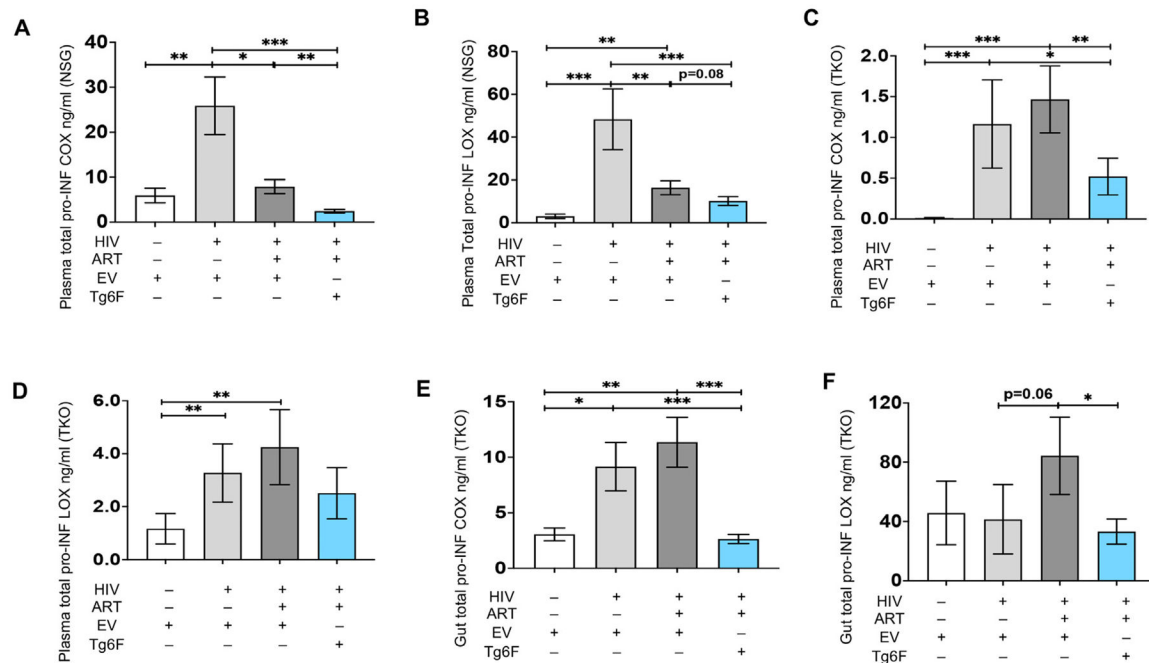 A
Plasma total pro-INF COX ng/ml (NSG)
40
30
20
10
0
***
** * **
HIV – + + +
ART – – + +
EV + + + –
Tg6F – – – +
B
Plasma Total pro-INF LOX ng/ml (NSG)
80
60
40
20
0
**
***
*** ** p=0.08
HIV – + + +
ART – – + +
EV + + + –
Tg6F – – – +
C
Plasma total pro-INF COX ng/ml (TKO)
2.0
1.5
1.0
0.5
0.0
*** **
*** *
HIV – + + +
ART – – + +
EV + + + –
Tg6F – – – +
D
Plasma total pro-INF LOX ng/ml (TKO)
6.0
4.0
2.0
0.0
**
**
HIV – + + +
ART – – + +
EV + + + –
Tg6F – – – +
E
Gut total pro-INF COX ng/ml (TKO)
15
10
5
0
** ***
* ***
HIV – + + +
ART – – + +
EV + + + –
Tg6F – – – +
F
Gut total pro-INF LOX ng/ml (TKO)
120
80
40
0
p=0.06 *
HIV – + + +
ART – – + +
EV + + + –
Tg6F – – – +